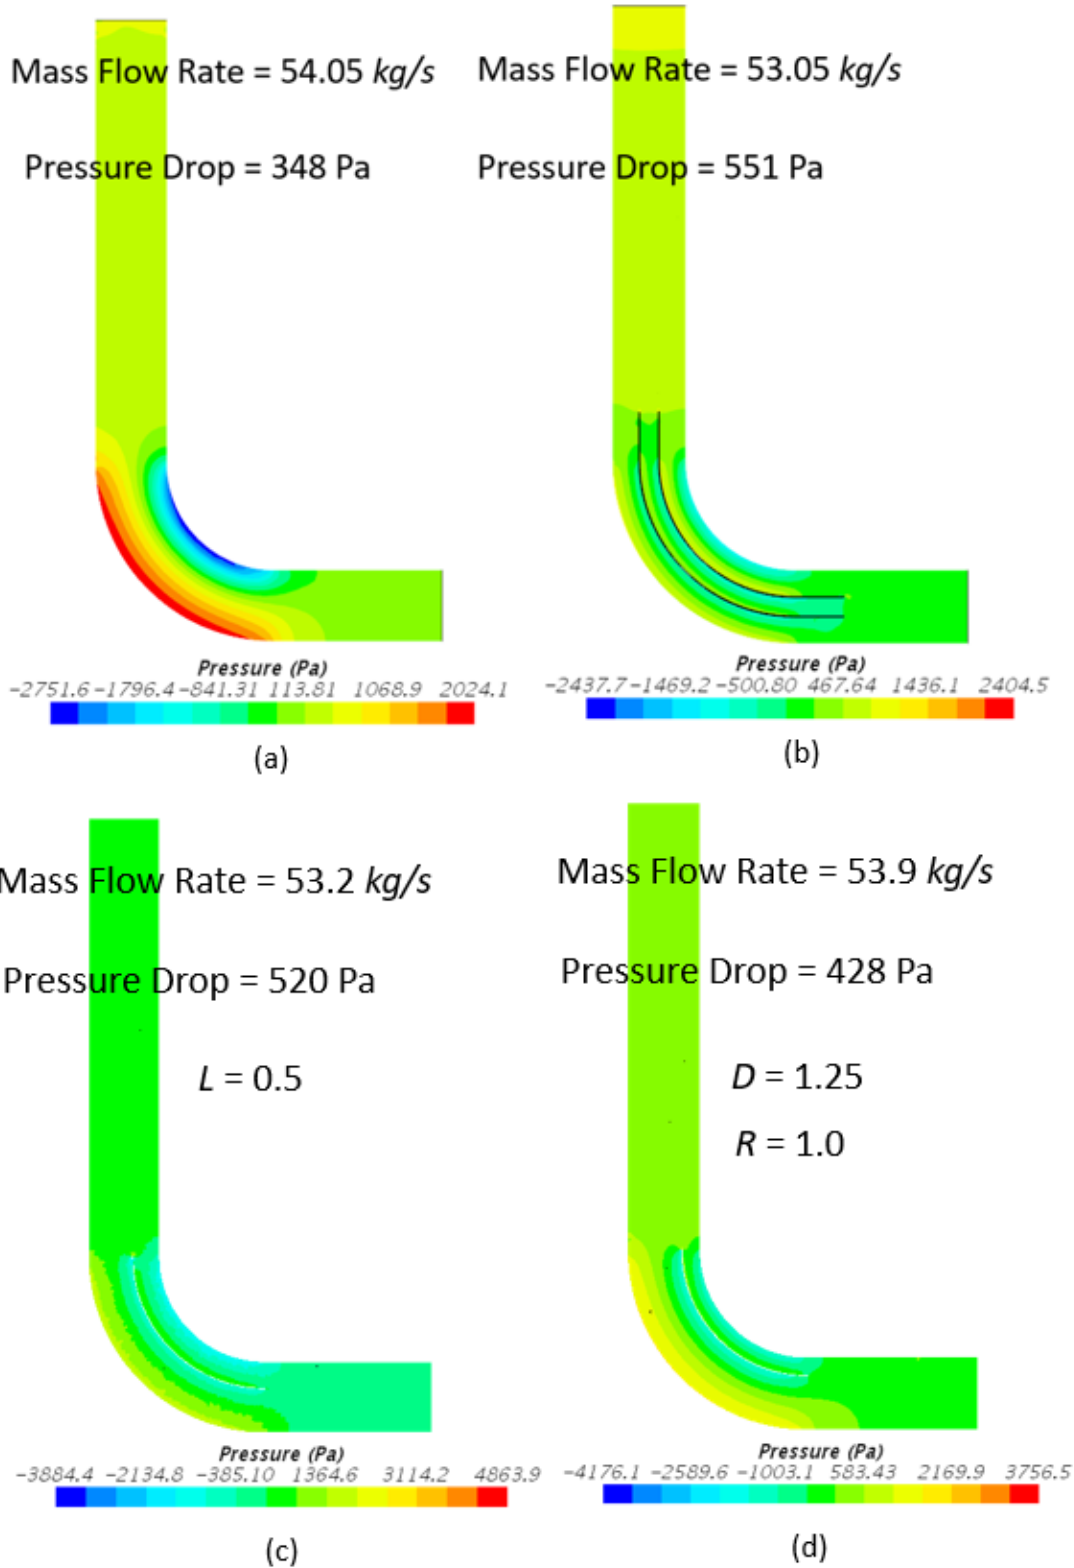 Mass Flow Rate = 54.05 kg/s
Pressure Drop = 348 Pa
Pressure (Pa)
-2751.6 -1796.4 -841.31 113.81 1068.9 2024.1
(a)
Mass Flow Rate = 53.05 kg/s
Pressure Drop = 551 Pa
Pressure (Pa)
-2437.7 -1469.2 -500.80 467.64 1436.1 2404.5
(b)
Mass Flow Rate = 53.2 kg/s
Pressure Drop = 520 Pa
L = 0.5
Pressure (Pa)
-3884.4 -2134.8 -385.10 1364.6 3114.2 4863.9
(c)
Mass Flow Rate = 53.9 kg/s
Pressure Drop = 428 Pa
D = 1.25
R = 1.0
Pressure (Pa)
-4176.1 -2589.6 -1003.1 583.43 2169.9 3756.5
(d)